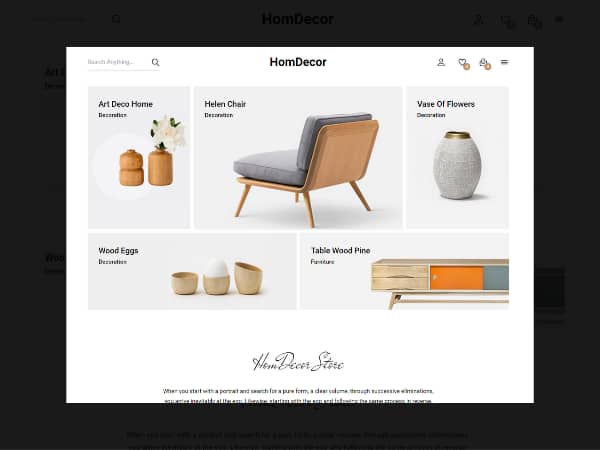 HomDecor
Search Anything...
HomDecor
Art Deco Home
Decoration
Helen Chair
Decoration
Vase Of Flowers
Decoration
Wood Eggs
Decoration
Table Wood Pine
Furniture
HomDecor Store
When you start with a portrait and search for a pure form, a clear volume, through successive eliminations,
you arrive inevitably at the egg. Likewise, starting with the egg and following the same process in reverse,